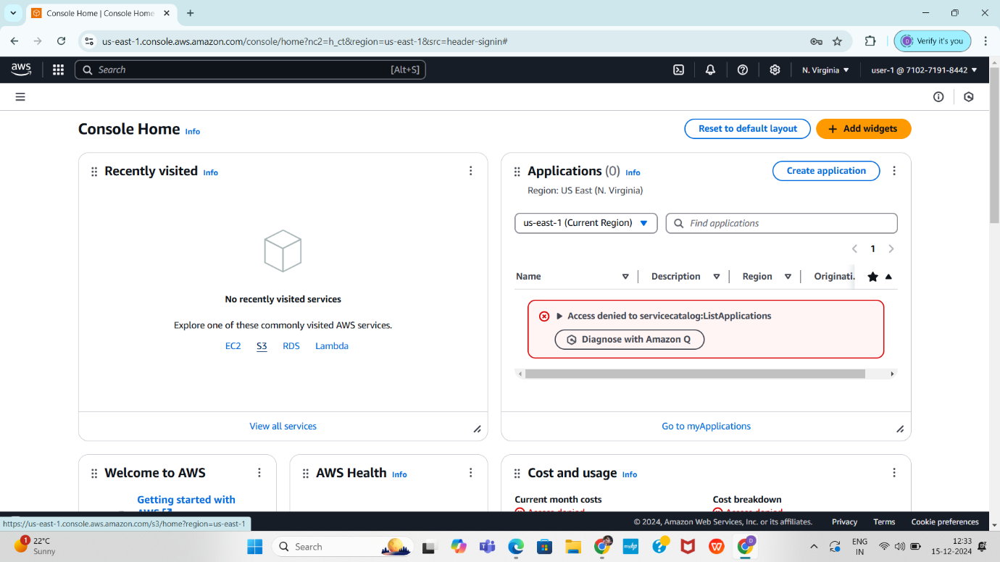 Console Home | Console Home
us-east-1.console.aws.amazon.com/console/home?nc2=h_ct&region=us-east-1&src=header-signin#
D
Verify it's you
aws
Search
[Alt+S]
N. Virginia
user-1 @ 7102-7191-8442
Console Home Info
Reset to default layout
+ Add widgets
Recently visited Info
No recently visited services
Explore one of these commonly visited AWS services.
EC2 S3 RDS Lambda
View all services
Applications (0) Info
Create application
Region: US East (N. Virginia)
us-east-1 (Current Region)
Find applications
1
Name Description Region Originati.
Access denied to servicecatalog:ListApplications
Diagnose with Amazon Q
Go to myApplications
Welcome to AWS
Getting started with
AWS
AWS Health Info
Cost and usage Info
Current month costs
Access denied
Cost breakdown
Access denied
https://us-east-1.console.aws.amazon.com/s3/home?region=us-east-1
© 2024, Amazon Web Services, Inc. or its affiliates.
Privacy Terms Cookie preferences
1
22°C
Sunny
Search
myhp
D
ENG
IN
12:33
15-12-2024